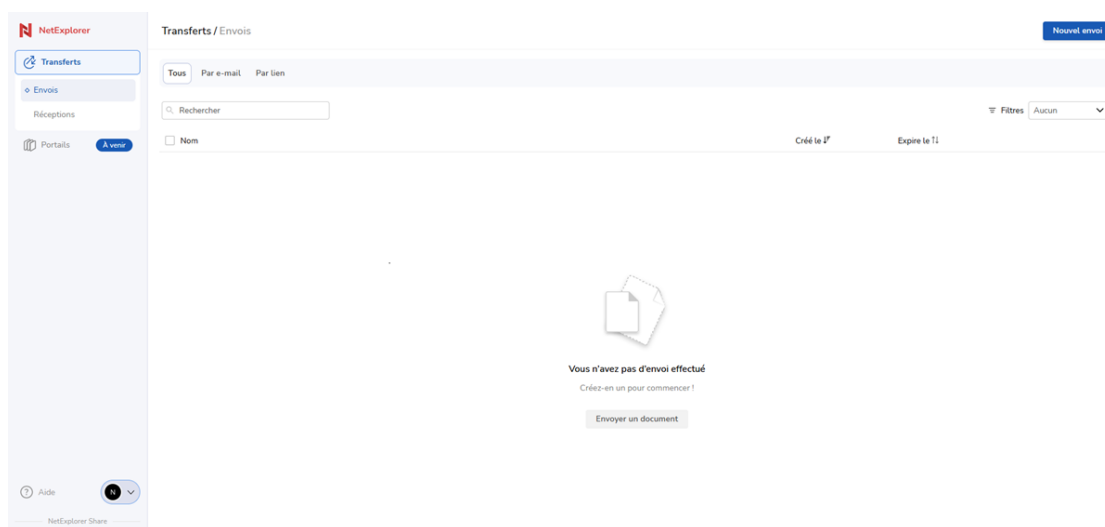 NetExplorer
Transferts / Envois
Nouvel envoi
Transferts
Envois
Réceptions
Portails
À venir
Tous Par e-mail Par lien
Rechercher
Filtres Aucun
Nom Créé le Expire le
Vous n'avez pas d'envoi effectué
Créez-en un pour commencer !
Envoyer un document
Aide
N
NetExplorer Share